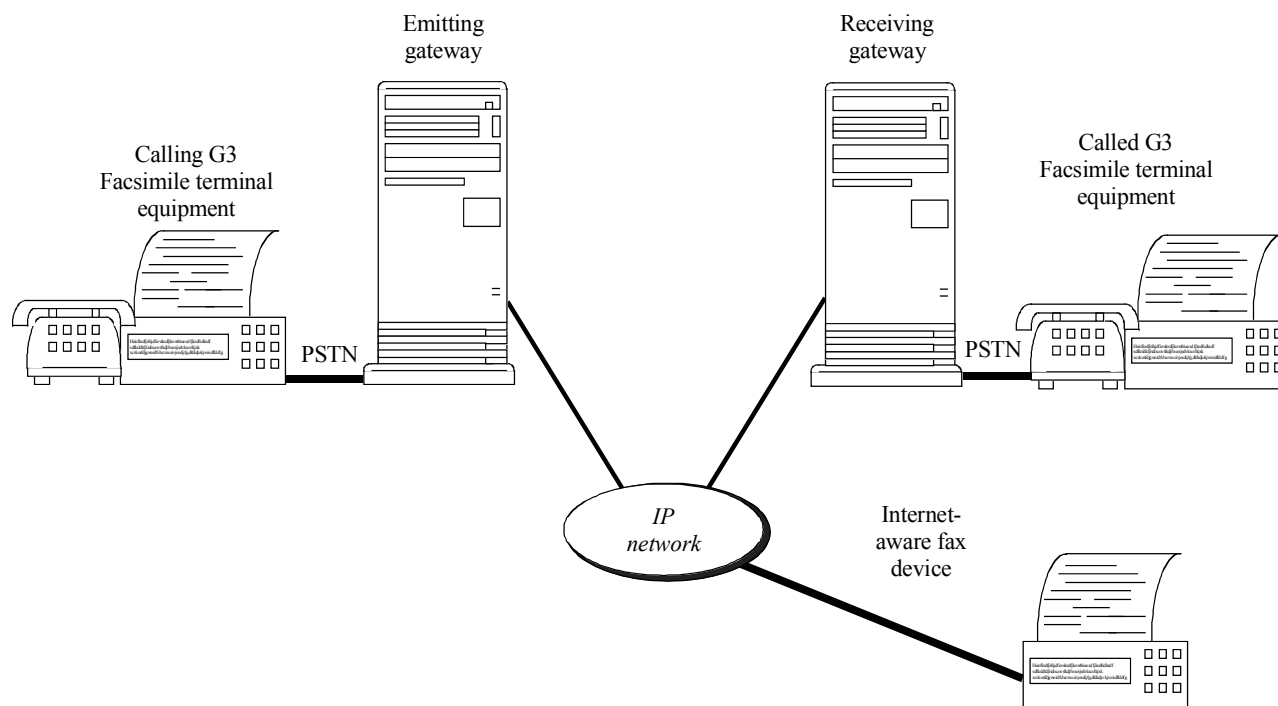 Emitting
gateway
Receiving
gateway
Calling G3
Facsimile terminal
equipment
Called G3
Facsimile terminal
equipment
PSTN
PSTN
IP
network
Internet-
aware fax
device